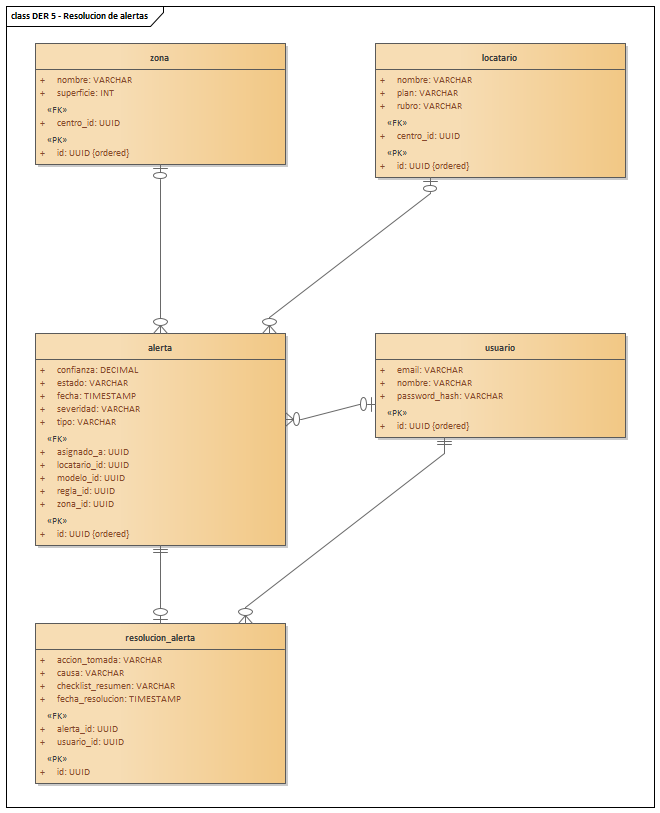 class DER 5 - Resolucion de alertas
zona
+ nombre: VARCHAR
+ superficie: INT
«FK»
+ centro_id: UUID
«PK»
+ id: UUID {ordered}
locatario
+ nombre: VARCHAR
+ plan: VARCHAR
+ rubro: VARCHAR
«FK»
+ centro_id: UUID
«PK»
+ id: UUID {ordered}
alerta
+ confianza: DECIMAL
+ estado: VARCHAR
+ fecha: TIMESTAMP
+ severidad: VARCHAR
+ tipo: VARCHAR
«FK»
+ asignado_a: UUID
+ locatario_id: UUID
+ modelo_id: UUID
+ regla_id: UUID
+ zona_id: UUID
«PK»
+ id: UUID {ordered}
usuario
+ email: VARCHAR
+ nombre: VARCHAR
+ password_hash: VARCHAR
«PK»
+ id: UUID {ordered}
resolucion_alerta
+ accion_tomada: VARCHAR
+ causa: VARCHAR
+ checklist_resumen: VARCHAR
+ fecha_resolucion: TIMESTAMP
«FK»
+ alerta_id: UUID
+ usuario_id: UUID
«PK»
+ id: UUID